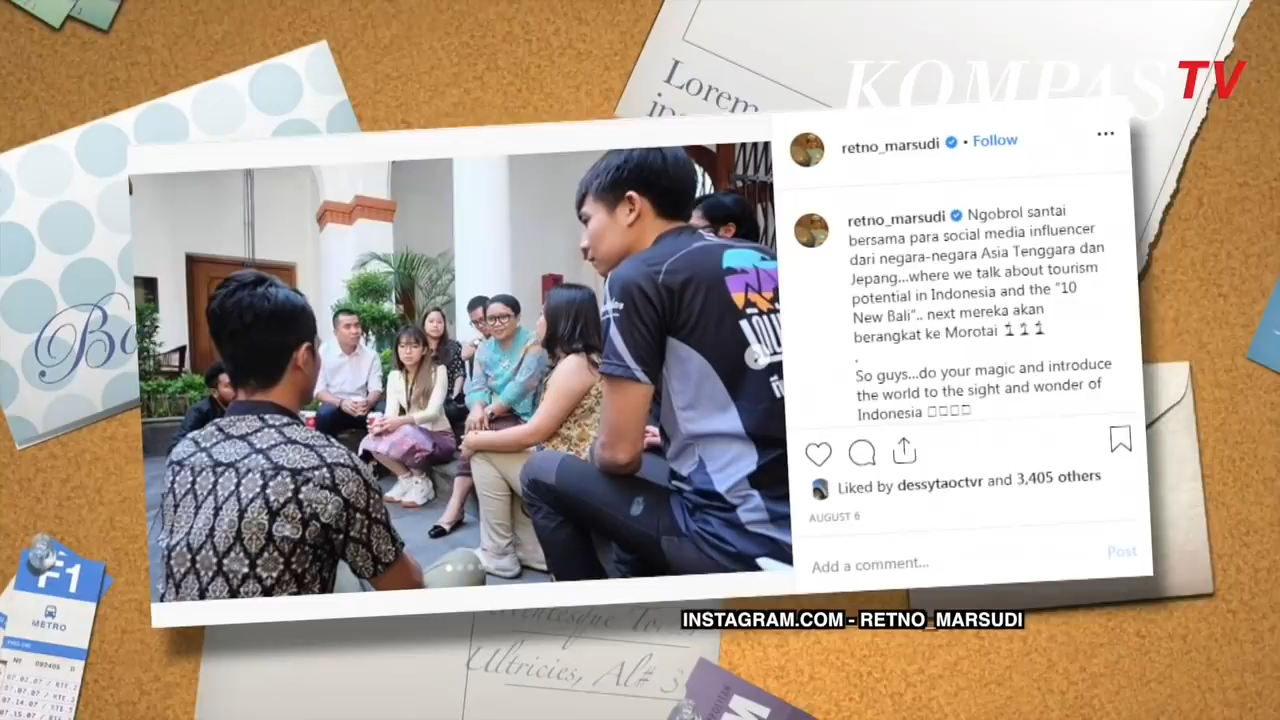 KOMPAS TV
Lorem
retno_marsudi • Follow
retno_marsudi Ngobrol santai
bersama para social media influencer
dari negara-negara Asia Tenggara dan
Jepang...where we talk about tourism
potential in Indonesia and the "10
New Bali".. next mereka akan
berangkat ke Morotai
.
So guys...do your magic and introduce
the world to the sight and wonder of
Indonesia
Liked by dessytaoctvr and 3,405 others
AUGUST 6
Add a comment...
Post
INSTAGRAM.COM - RETNO_MARSUDI
F1
METRO
Ultricies, Al# 3